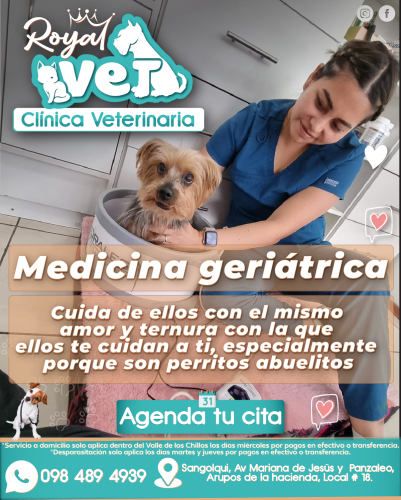 Royal
Vet
Clínica Veterinaria
Medicina geriátrica
Cuida de ellos con el mismo
amor y ternura con la que
ellos te cuidan a ti, especialmente
porque son perritos abuelitos
31
Agenda tu cita
*Servicio a domicilio solo aplica dentro del Valle de los Chillos los días miércoles por pagos en efectivo o transferencia.
*Desparasitación solo aplica los días martes y jueves por pagos en efectivo o transferencia.
098 489 4939
Sangolquí, Av Mariana de Jesús y Panzaleo,
Arupos de la hacienda, Local # 18.